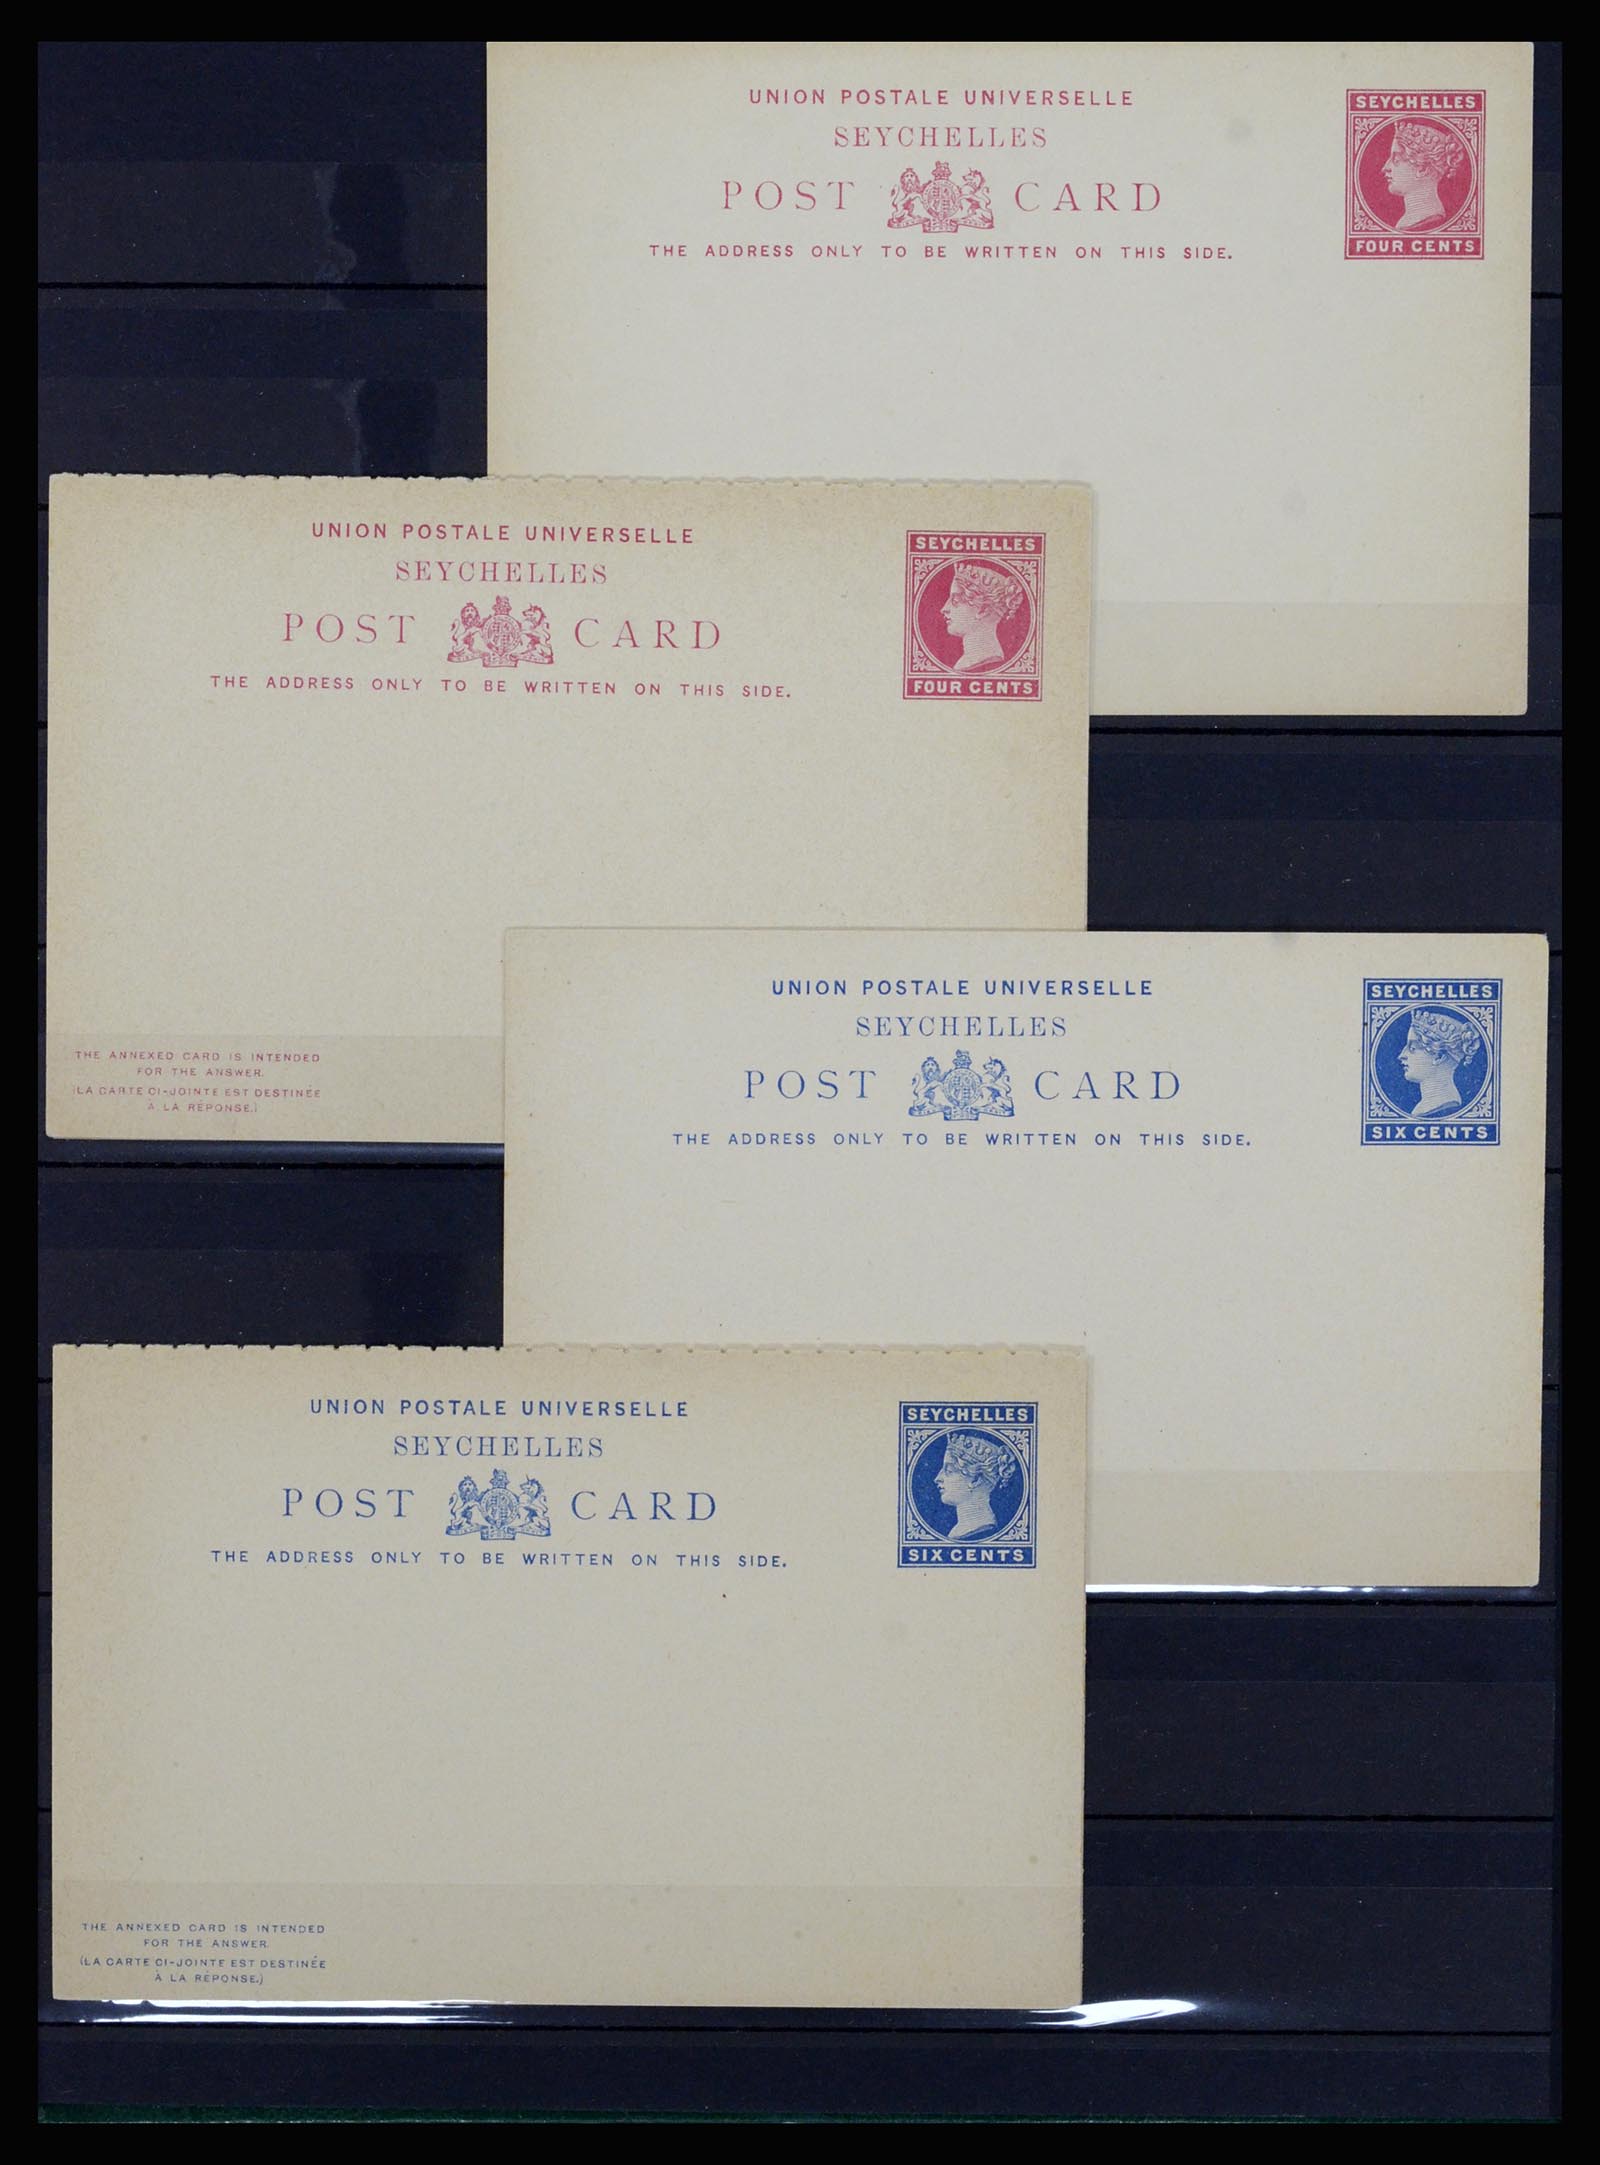 UNION POSTALE UNIVERSELLE
SEYCHELLES
POST CARD
THE ADDRESS ONLY TO BE WRITTEN ON THIS SIDE.
SEYCHELLES
FOUR CENTS
UNION POSTALE UNIVERSELLE
SEYCHELLES
POST CARD
THE ADDRESS ONLY TO BE WRITTEN ON THIS SIDE.
SEYCHELLES
FOUR CENTS
THE ANNEXED CARD IS INTENDED
FOR THE ANSWER.
(LA CARTE CI-JOINTE EST DESTINÉE
À LA RÉPONSE.)
UNION POSTALE UNIVERSELLE
SEYCHELLES
POST CARD
THE ADDRESS ONLY TO BE WRITTEN ON THIS SIDE.
SEYCHELLES
SIX CENTS
UNION POSTALE UNIVERSELLE
SEYCHELLES
POST CARD
THE ADDRESS ONLY TO BE WRITTEN ON THIS SIDE.
SEYCHELLES
SIX CENTS
THE ANNEXED CARD IS INTENDED
FOR THE ANSWER.
(LA CARTE CI-JOINTE EST DESTINÉE
À LA RÉPONSE.)